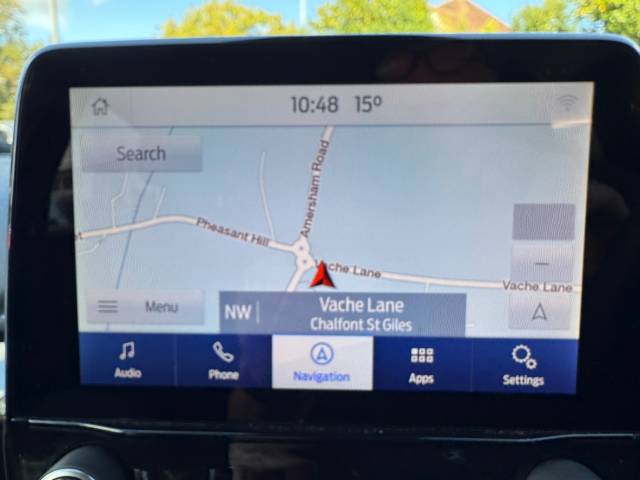 10:48 15º
Search
Amersham Road
Pheasant Hill
Vache Lane
Vache Lane
Menu
NW
Vache Lane
Chalfont St Giles
Audio
Phone
Navigation
Apps
Settings